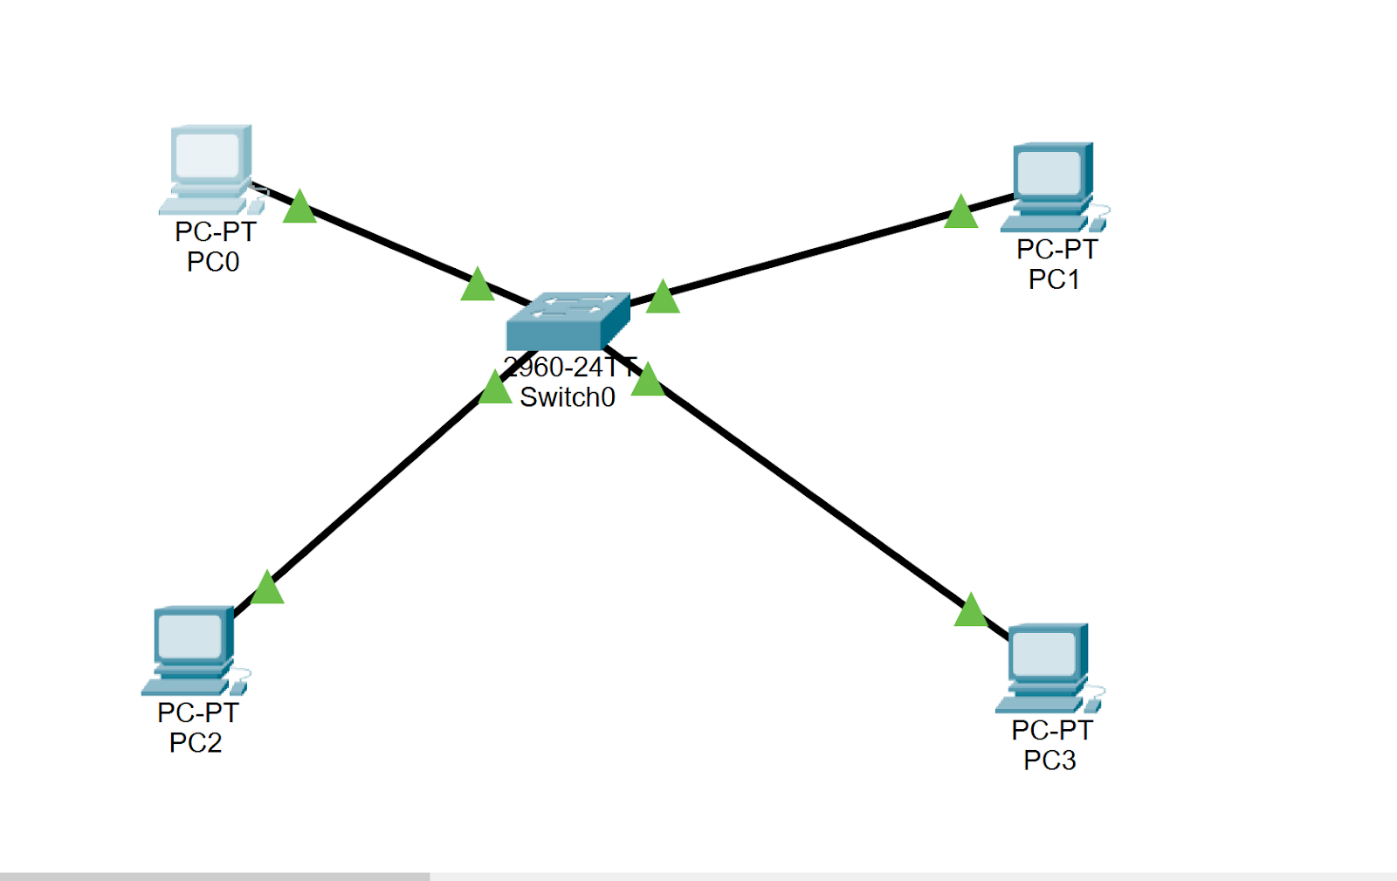 PC-PT
PC0
PC-PT
PC1
2960-24TT
Switch0
PC-PT
PC2
PC-PT
PC3